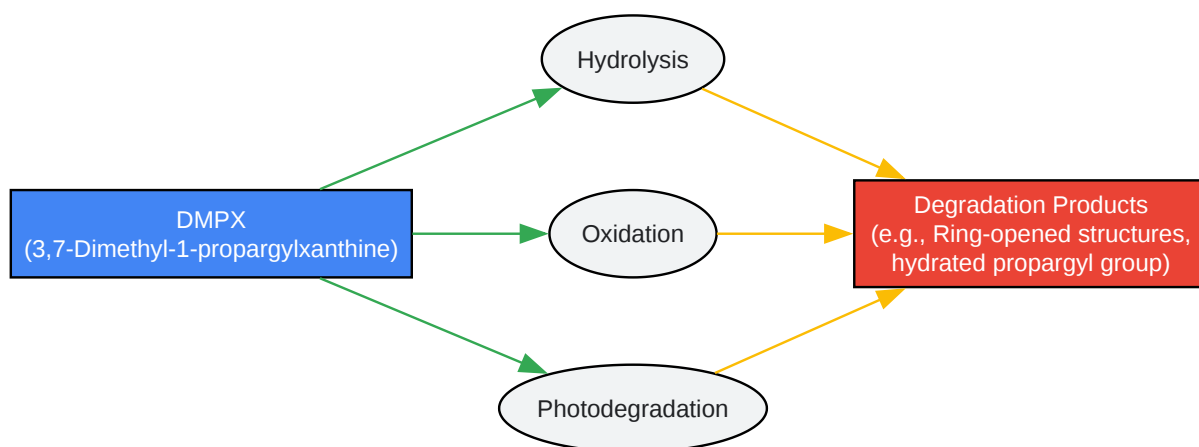 Hydrolysis
DMPX
(3,7-Dimethyl-1-propargylxanthine)
Oxidation
Degradation Products
(e.g., Ring-opened structures,
hydrated propargyl group)
Photodegradation